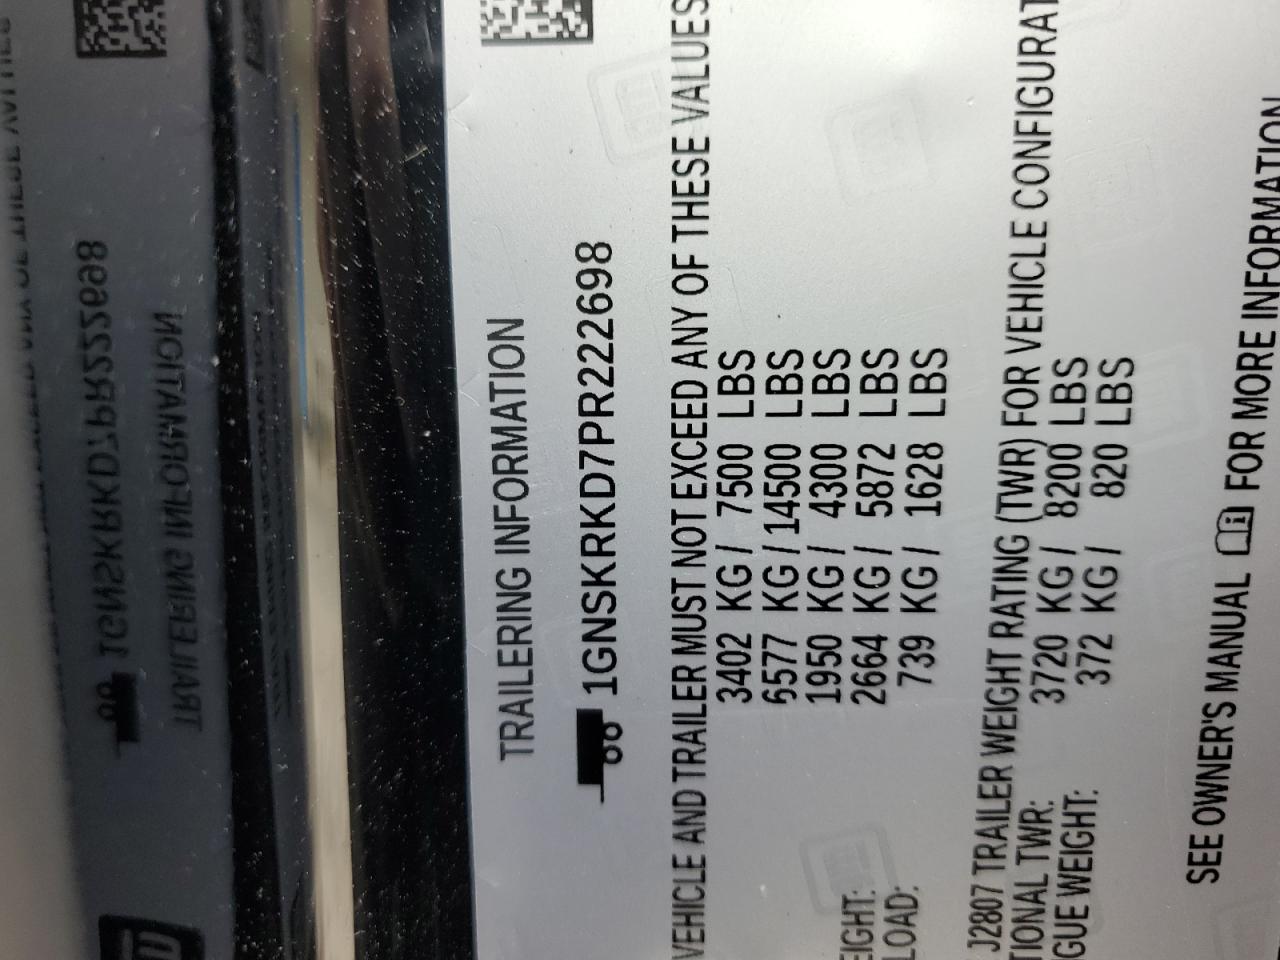 TRAILERING INFORMATION
1GNSKRKD7PR222698
VEHICLE AND TRAILER MUST NOT EXCEED ANY OF THESE VALUES
3402 KG / 7500 LBS
6577 KG / 14500 LBS
1950 KG / 4300 LBS
EIGHT: 2664 KG / 5872 LBS
LOAD: 739 KG / 1628 LBS
J2807 TRAILER WEIGHT RATING (TWR) FOR VEHICLE CONFIGURAT
TIONAL TWR: 3720 KG / 8200 LBS
GUE WEIGHT: 372 KG / 820 LBS
SEE OWNER'S MANUAL FOR MORE INFORMATION